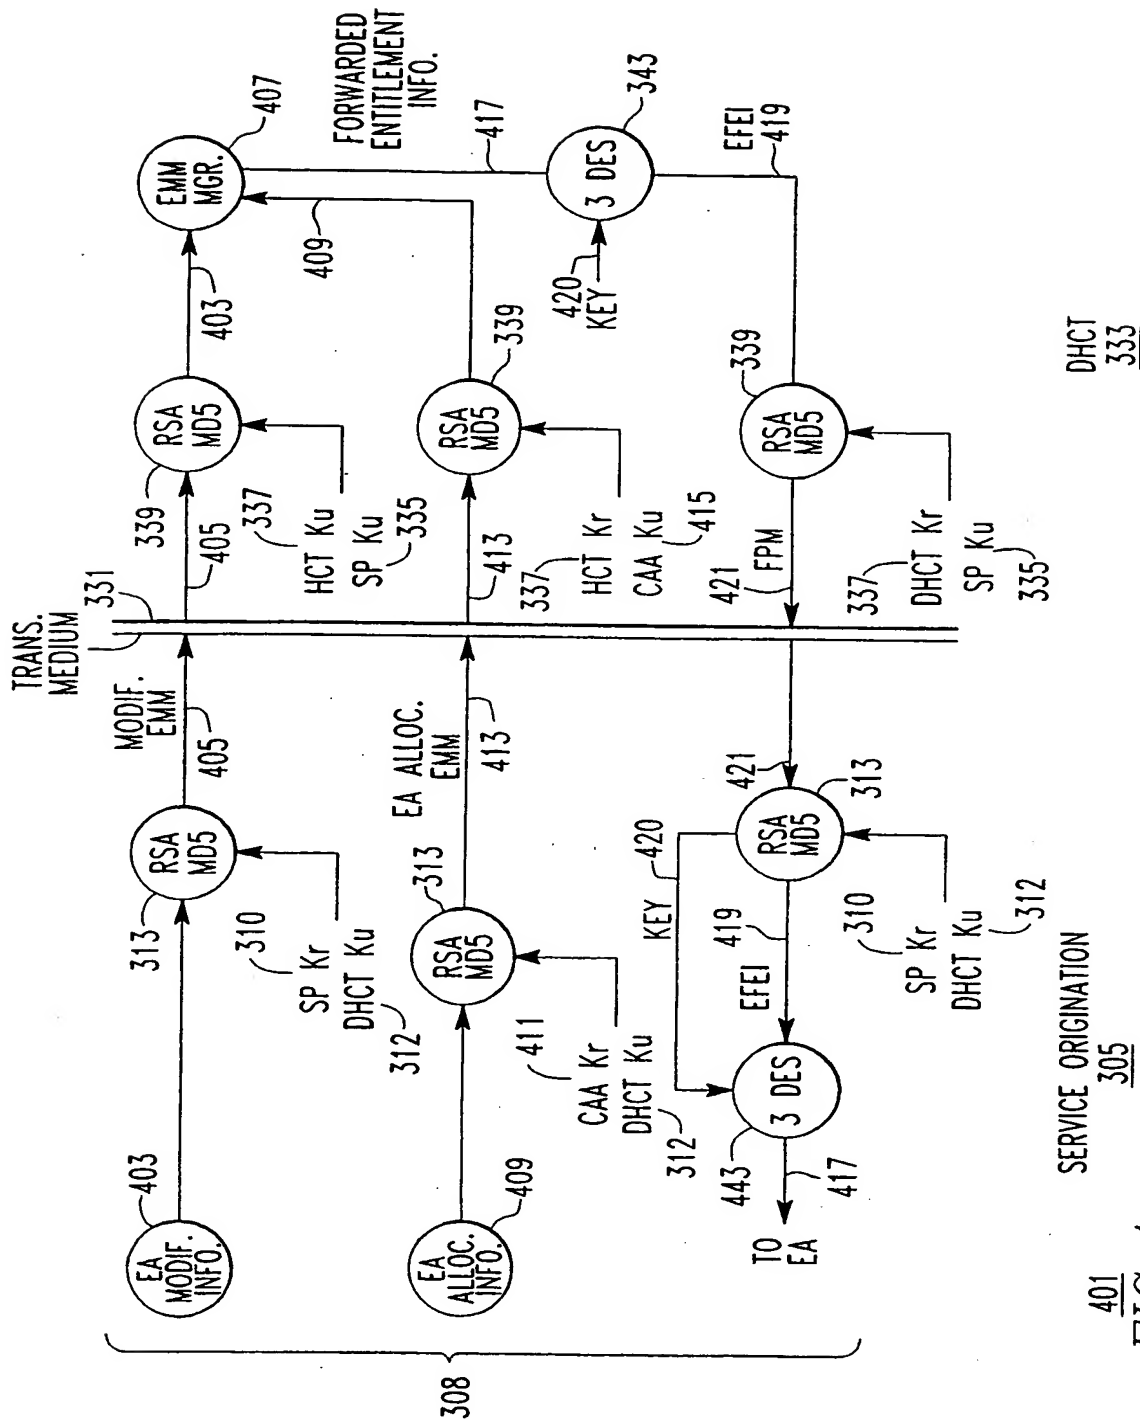 308
EA
MODIF.
INFO.
403
313
RSA
MD5
310
SP Kr
DHCT Ku
312
MODIF.
EMM
405
TRANS.
MEDIUM
331
405
339
RSA
MD5
337
HCT Ku
SP Ku
335
403
EMM
MGR.
407
409
FORWARDED
ENTITLEMENT
INFO.
417
EA
ALLOC.
INFO.
409
313
RSA
MD5
411
CAA Kr
DHCT Ku
312
EA ALLOC.
EMM
413
413
RSA
MD5
339
337
HCT Kr
CAA Ku
415
420
KEY
3 DES
343
EFEI
419
TO
EA
417
443
3 DES
KEY
420
419
EFEI
RSA
MD5
313
310
SP Kr
DHCT Ku
312
421
421
FPM
RSA
MD5
339
337
DHCT Kr
SP Ku
335
SERVICE ORIGINATION
305
DHCT
333
401